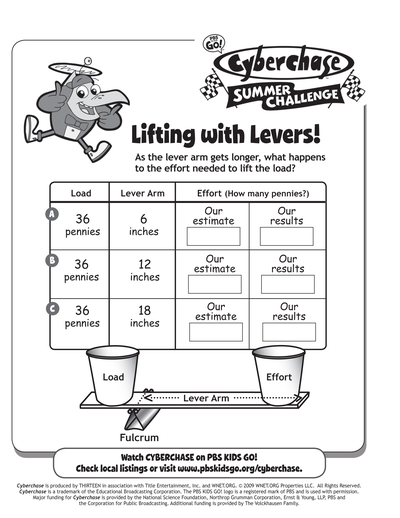 PBS
GO!
Cyberchase
SUMMER
CHALLENGE
Lifting with Levers!
As the lever arm gets longer, what happens
to the effort needed to lift the load?
Load Lever Arm Effort (How many pennies?)
A 36 pennies 6 inches Our estimate Our results
B 36 pennies 12 inches Our estimate Our results
C 36 pennies 18 inches Our estimate Our results
Load Effort
Lever Arm
Fulcrum
Watch CYBERCHASE on PBS KIDS GO!
Check local listings or visit www.pbskidsgo.org/cyberchase.
Cyberchase is produced by THIRTEEN in association with Title Entertainment, Inc. and WNET.ORG. © 2009 WNET.ORG Properties LLC. All Rights Reserved.
Cyberchase is a trademark of the Educational Broadcasting Corporation. The PBS KIDS GO! logo is a registered mark of PBS and is used with permission.
Major funding for Cyberchase is provided by the National Science Foundation, Northrop Grumman Corporation, Ernst & Young, LLP, PBS and
the Corporation for Public Broadcasting. Additional funding is provided by The Volckhausen Family.